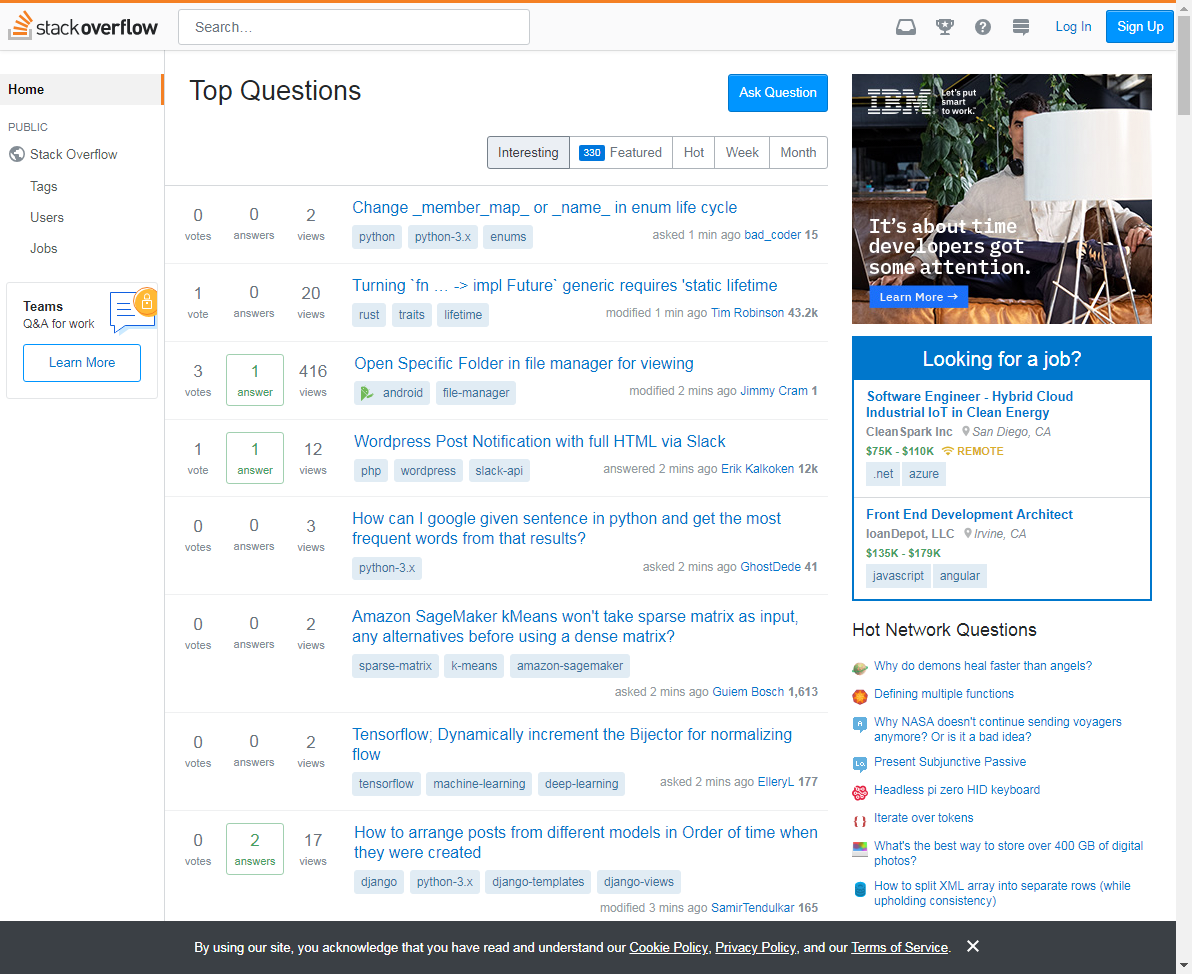 stackoverflow
Search…
Log In
Sign Up
Home
PUBLIC
Stack Overflow
Tags
Users
Jobs
Teams
Q&A for work
Learn More
Top Questions
Ask Question
Interesting
330 Featured
Hot
Week
Month
0 votes
0 answers
2 views
Change _member_map_ or _name_ in enum life cycle
python python-3.x enums
asked 1 min ago bad_coder 15
1 vote
0 answers
20 views
Turning `fn … -> impl Future` generic requires 'static lifetime
rust traits lifetime
modified 1 min ago Tim Robinson 43.2k
3 votes
1 answer
416 views
Open Specific Folder in file manager for viewing
android file-manager
modified 2 mins ago Jimmy Cram 1
1 vote
1 answer
12 views
Wordpress Post Notification with full HTML via Slack
php wordpress slack-api
answered 2 mins ago Erik Kalkoken 12k
0 votes
0 answers
3 views
How can I google given sentence in python and get the most
frequent words from that results?
python-3.x
asked 2 mins ago GhostDede 41
0 votes
0 answers
2 views
Amazon SageMaker kMeans won't take sparse matrix as input,
any alternatives before using a dense matrix?
sparse-matrix k-means amazon-sagemaker
asked 2 mins ago Guiem Bosch 1,613
0 votes
0 answers
2 views
Tensorflow; Dynamically increment the Bijector for normalizing
flow
tensorflow machine-learning deep-learning
asked 2 mins ago ElleryL 177
0 votes
2 answers
17 views
How to arrange posts from different models in Order of time when
they were created
django python-3.x django-templates django-views
modified 3 mins ago SamirTendulkar 165
IBM
Let's put
smart
to work.
It's about time
developers got
some attention.
Learn More →
Looking for a job?
Software Engineer - Hybrid Cloud
Industrial IoT in Clean Energy
CleanSpark Inc San Diego, CA
$75K - $110K REMOTE
.net azure
Front End Development Architect
loanDepot, LLC Irvine, CA
$135K - $179K
javascript angular
Hot Network Questions
Why do demons heal faster than angels?
Defining multiple functions
Why NASA doesn't continue sending voyagers
anymore? Or is it a bad idea?
Present Subjunctive Passive
Headless pi zero HID keyboard
Iterate over tokens
What's the best way to store over 400 GB of digital
photos?
How to split XML array into separate rows (while
upholding consistency)
By using our site, you acknowledge that you have read and understand our Cookie Policy, Privacy Policy, and our Terms of Service.